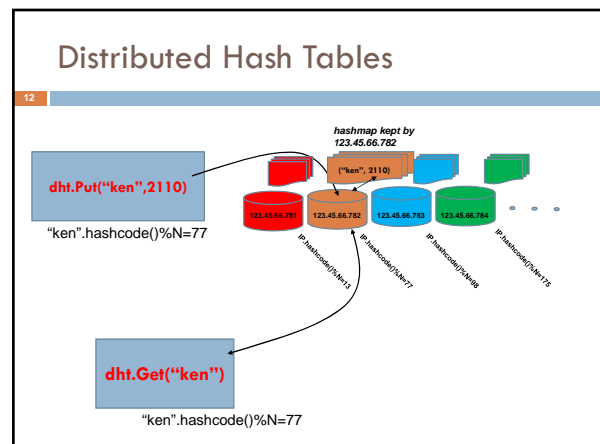 Distributed Hash Tables
12
hashmap kept by
123.45.66.782
dht.Put("ken",2110)
("ken", 2110)
"ken".hashcode()%N=77
123.45.66.781
123.45.66.782
123.45.66.783
123.45.66.784
IP.hashcode()%N=13
IP.hashcode()%N=77
IP.hashcode()%N=98
IP.hashcode()%N=175
dht.Get("ken")
"ken".hashcode()%N=77